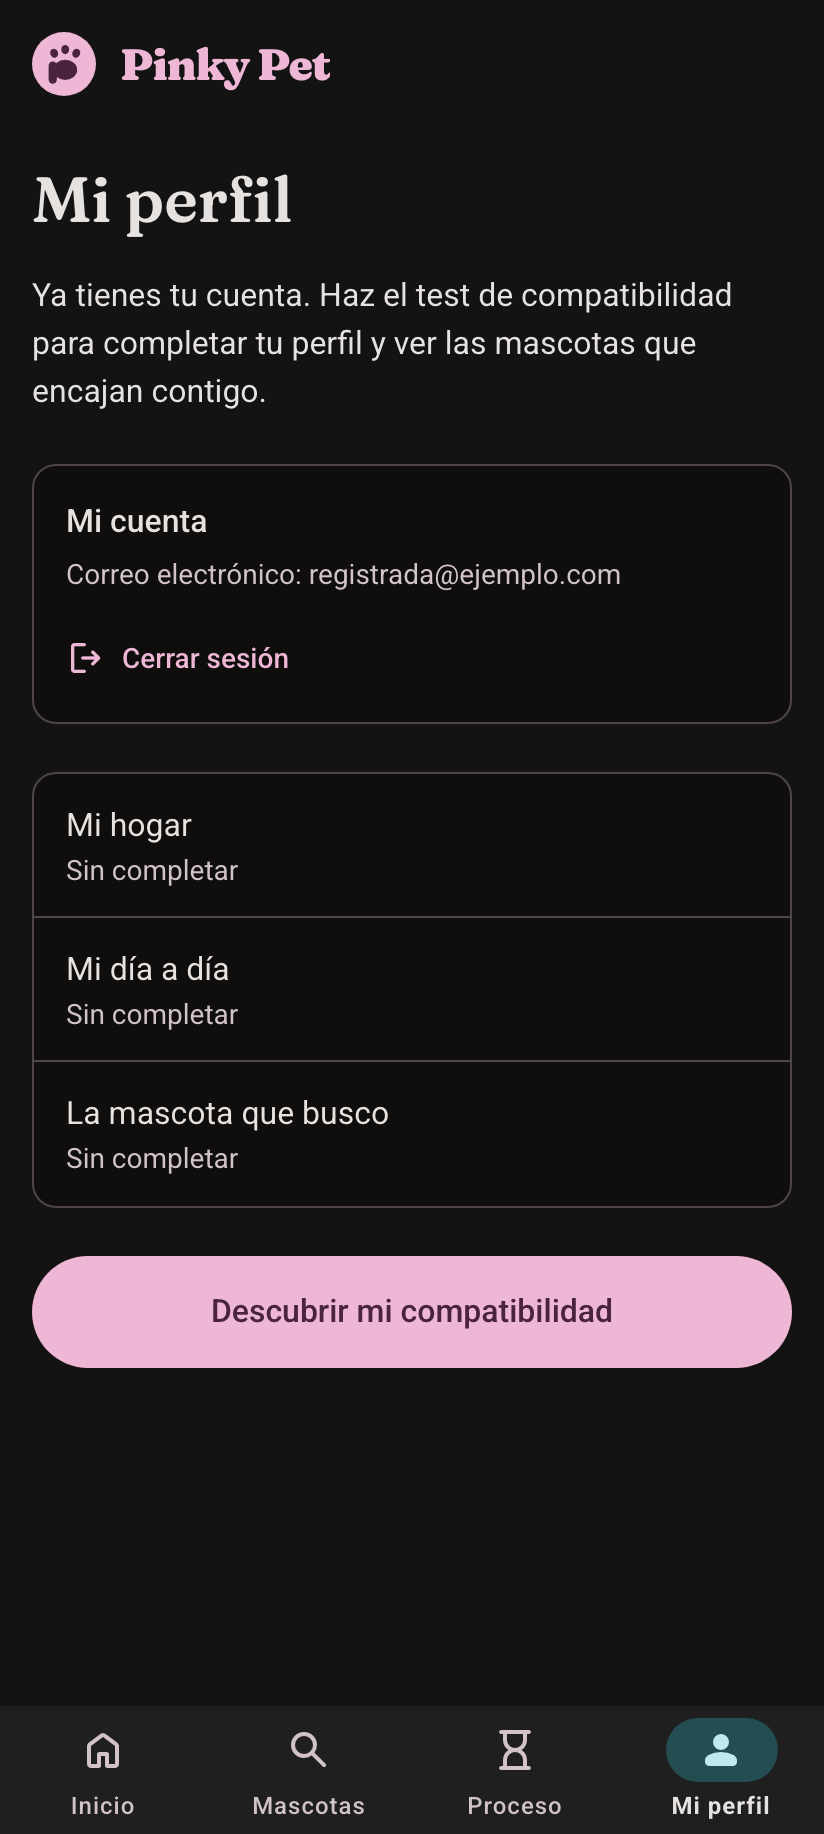 Pinky Pet
Mi perfil
Ya tienes tu cuenta. Haz el test de compatibilidad
para completar tu perfil y ver las mascotas que
encajan contigo.
Mi cuenta
Correo electrónico: registrada@ejemplo.com
Cerrar sesión
Mi hogar
Sin completar
Mi día a día
Sin completar
La mascota que busco
Sin completar
Descubrir mi compatibilidad
Inicio
Mascotas
Proceso
Mi perfil